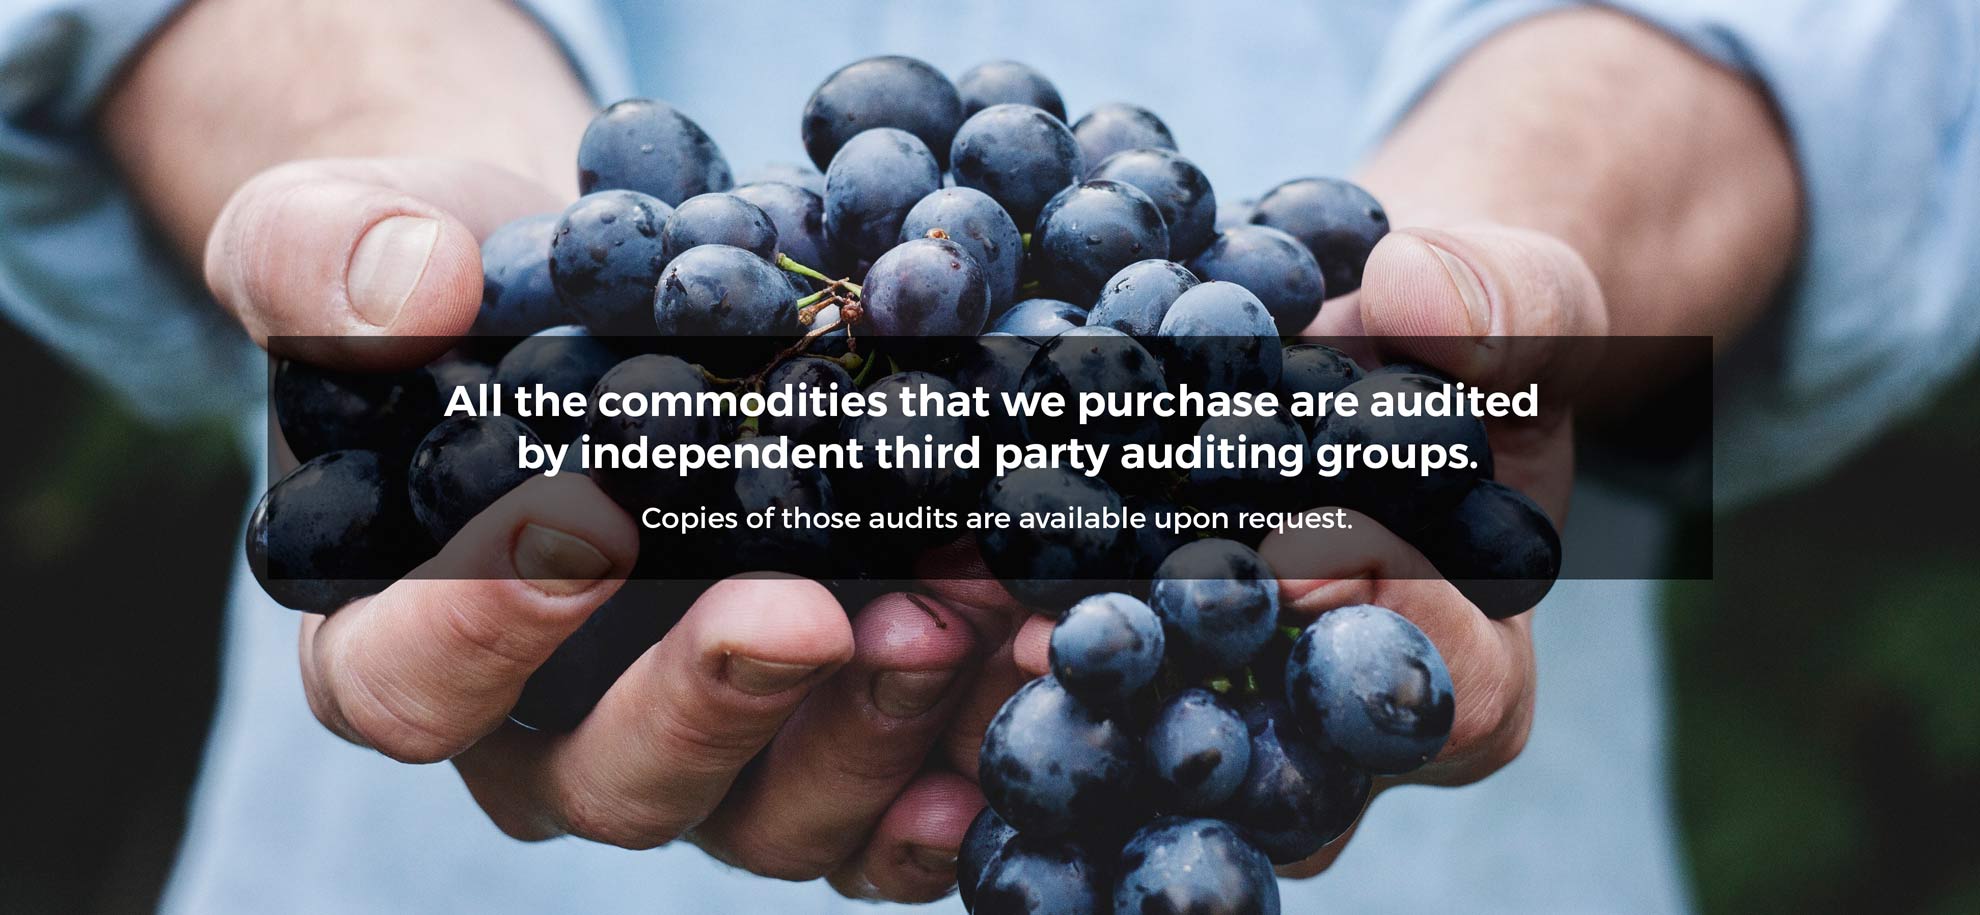 All the commodities that we purchase are audited
by independent third party auditing groups.
Copies of those audits are available upon request.